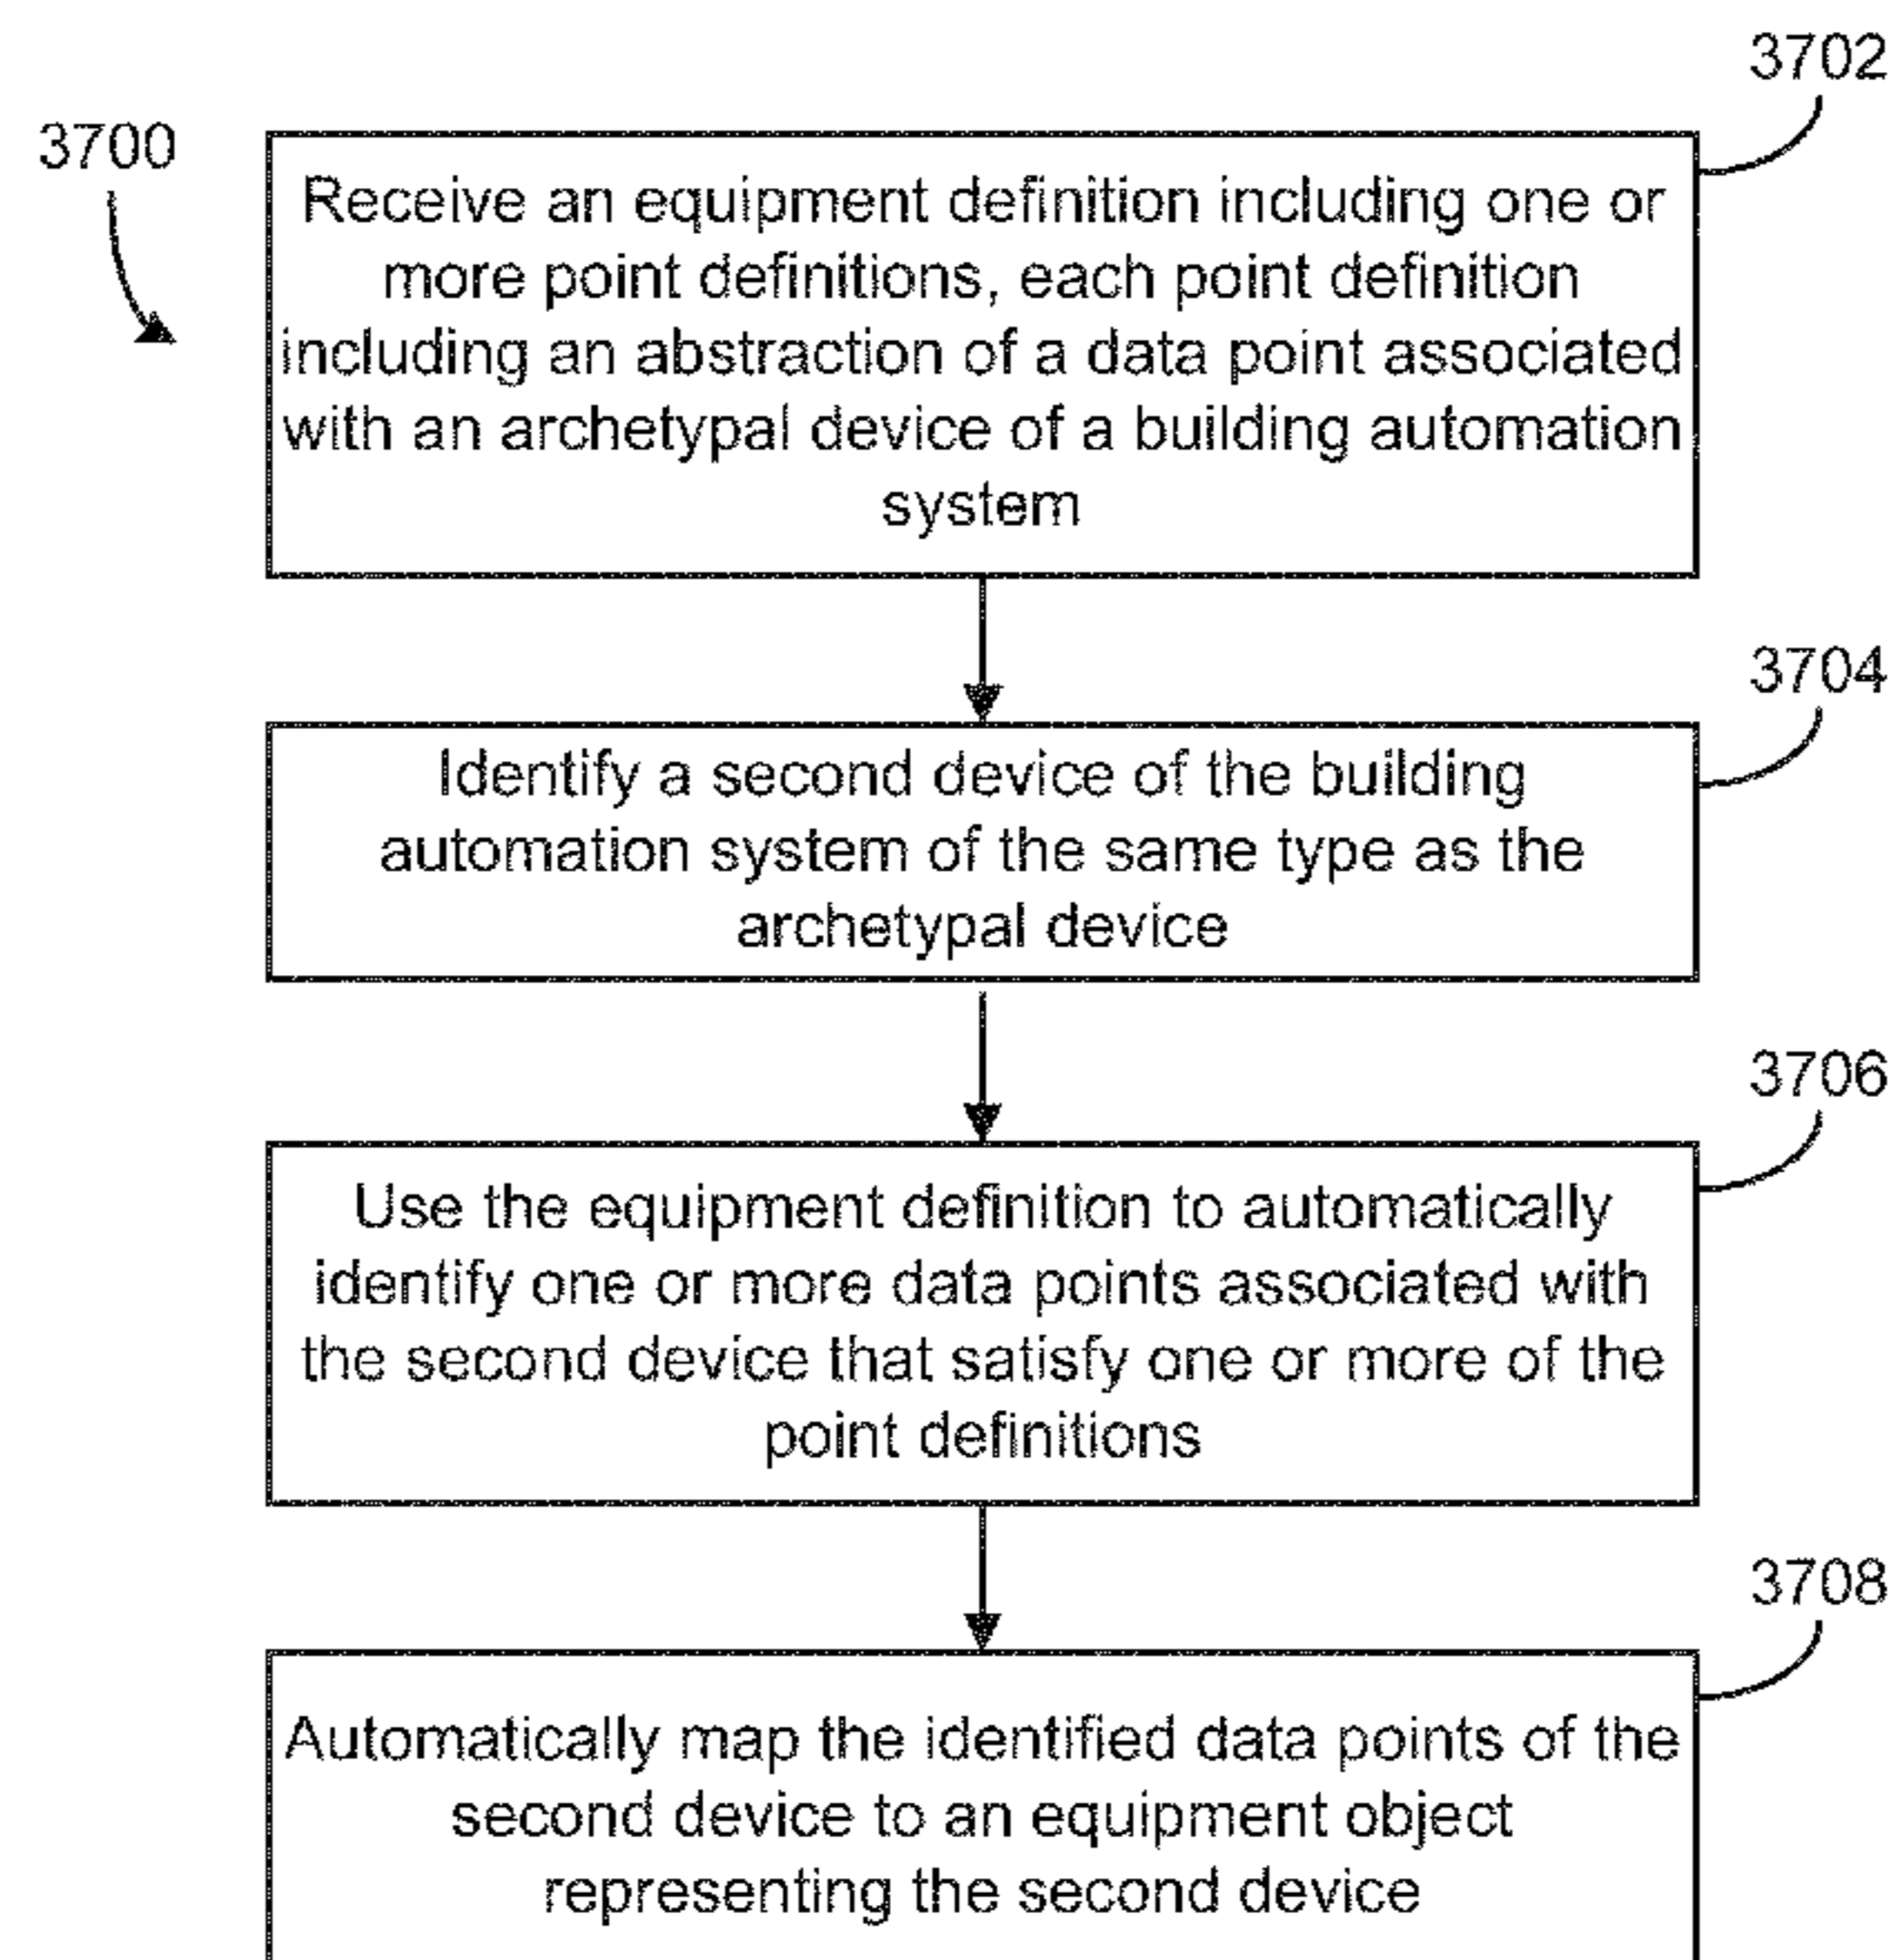 3702
3700
Receive an equipment definition including one or
more point definitions, each point definition
including an abstraction of a data point associated
with an archetypal device of a building automation
system
3704
Identify a second device of the building
automation system of the same type as the
archetypal device
3706
Use the equipment definition to automatically
identify one or more data points associated with
the second device that satisfy one or more of the
point definitions
3708
Automatically map the identified data points of the
second device to an equipment object
representing the second device